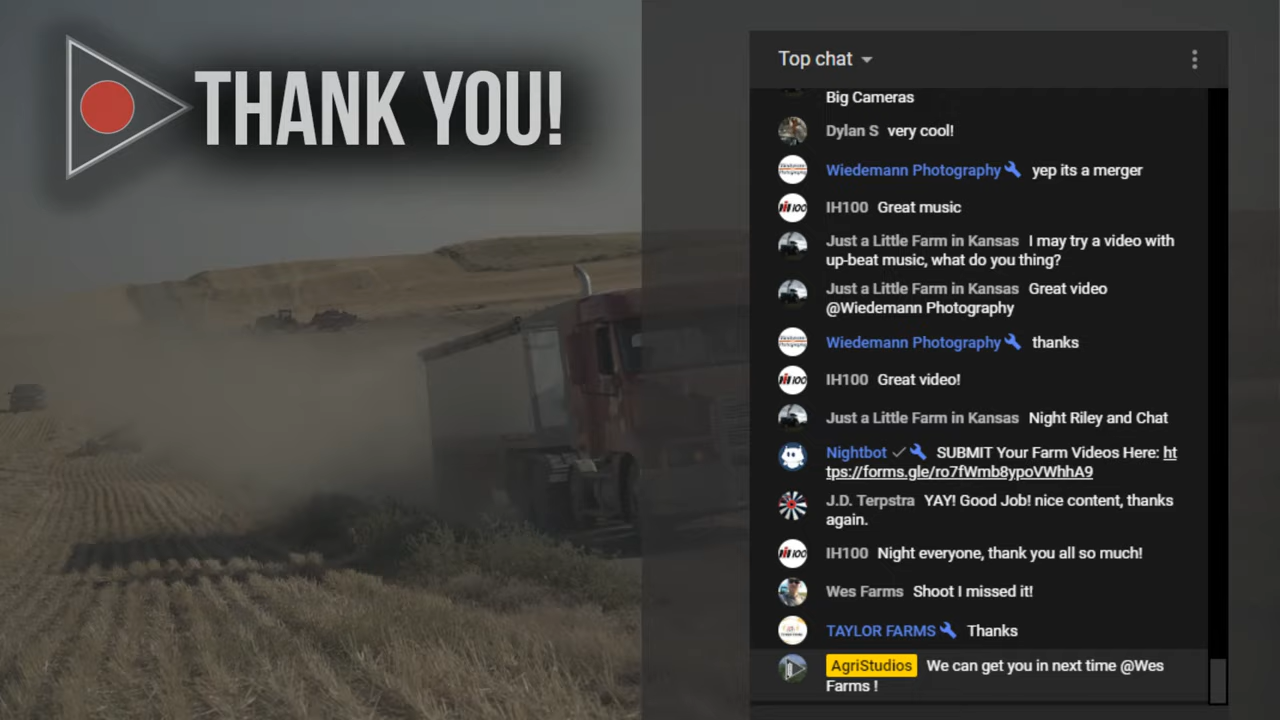 THANK YOU!
Top chat
Big Cameras
Dylan S very cool!
Wiedemann Photography yep its a merger
IH100 Great music
Just a Little Farm in Kansas I may try a video with
up-beat music, what do you thing?
Just a Little Farm in Kansas Great video
@Wiedemann Photography
Wiedemann Photography thanks
IH100 Great video!
Just a Little Farm in Kansas Night Riley and Chat
Nightbot SUBMIT Your Farm Videos Here: ht
tps://forms.gle/ro7fWmb8ypoVWhhA9
J.D. Terpstra YAY! Good Job! nice content, thanks
again.
IH100 Night everyone, thank you all so much!
Wes Farms Shoot I missed it!
TAYLOR FARMS Thanks
AgriStudios We can get you in next time @Wes
Farms !